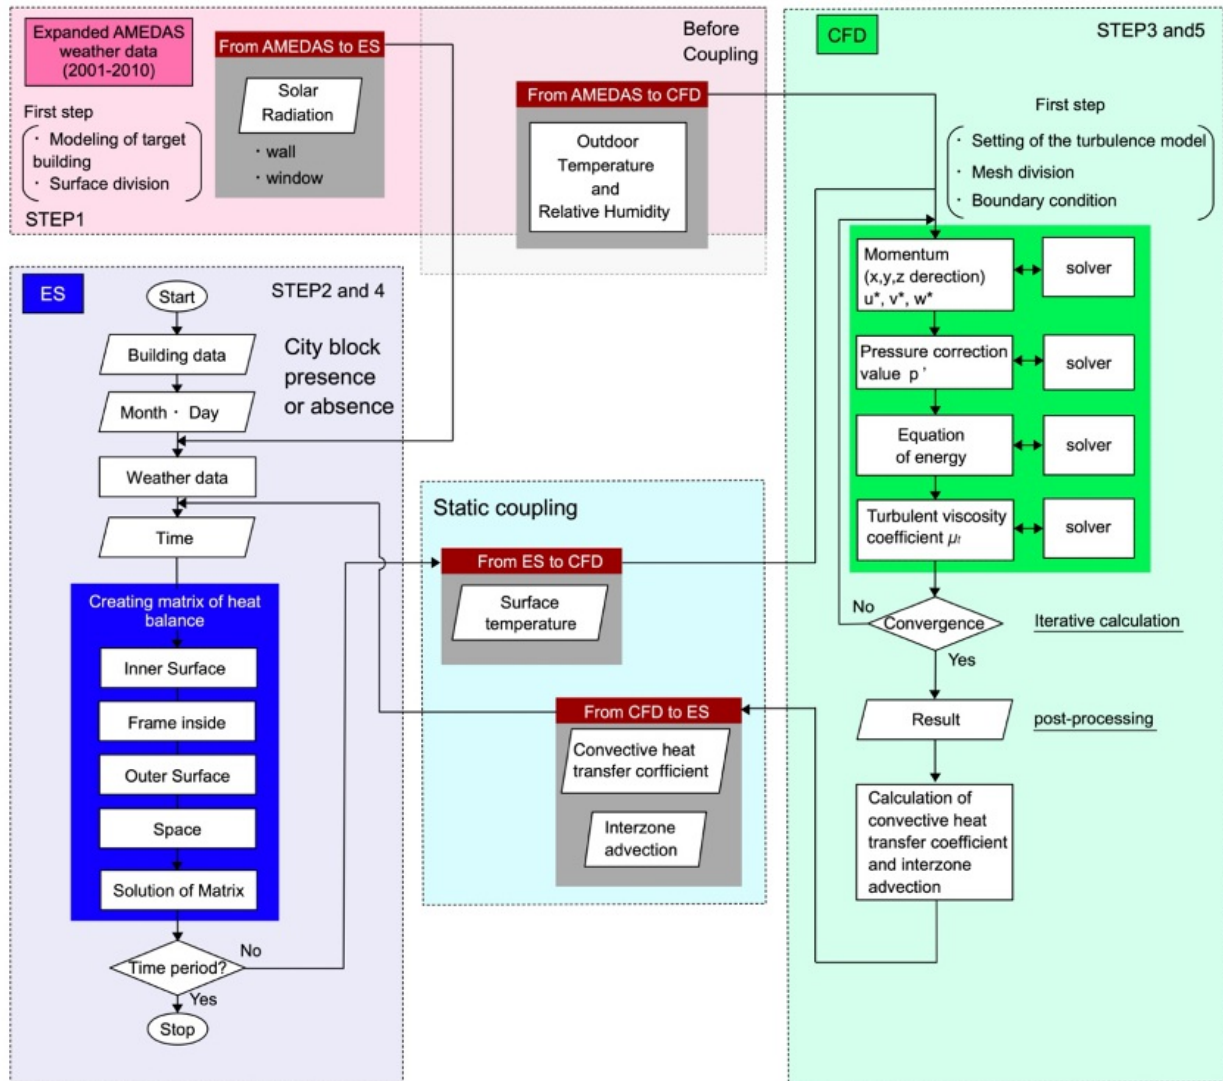 Expanded AMEDAS
weather data
(2001-2010)
First step
・ Modeling of target
building
・ Surface division
STEP1
From AMEDAS to ES
Solar
Radiation
・ wall
・ window
Before
Coupling
From AMEDAS to CFD
Outdoor
Temperature
and
Relative Humidity
CFD
STEP3 and5
First step
・ Setting of the turbulence model
・ Mesh division
・ Boundary condition
Momentum
(x,y,z derection)
u*, v*, w*
solver
Pressure correction
value p '
solver
Equation
of energy
solver
Turbulent viscosity
coefficient μt
solver
No
Convergence
Iterative calculation
Yes
Result
post-processing
Calculation of
convective heat
transfer coefficient
and interzone
advection
ES
STEP2 and 4
Start
Building data
City block
presence
or absence
Month・ Day
Weather data
Time
Creating matrix of heat
balance
Inner Surface
Frame inside
Outer Surface
Space
Solution of Matrix
Time period?
No
Yes
Stop
Static coupling
From ES to CFD
Surface
temperature
From CFD to ES
Convective heat
transfer corfficient
Interzone
advection